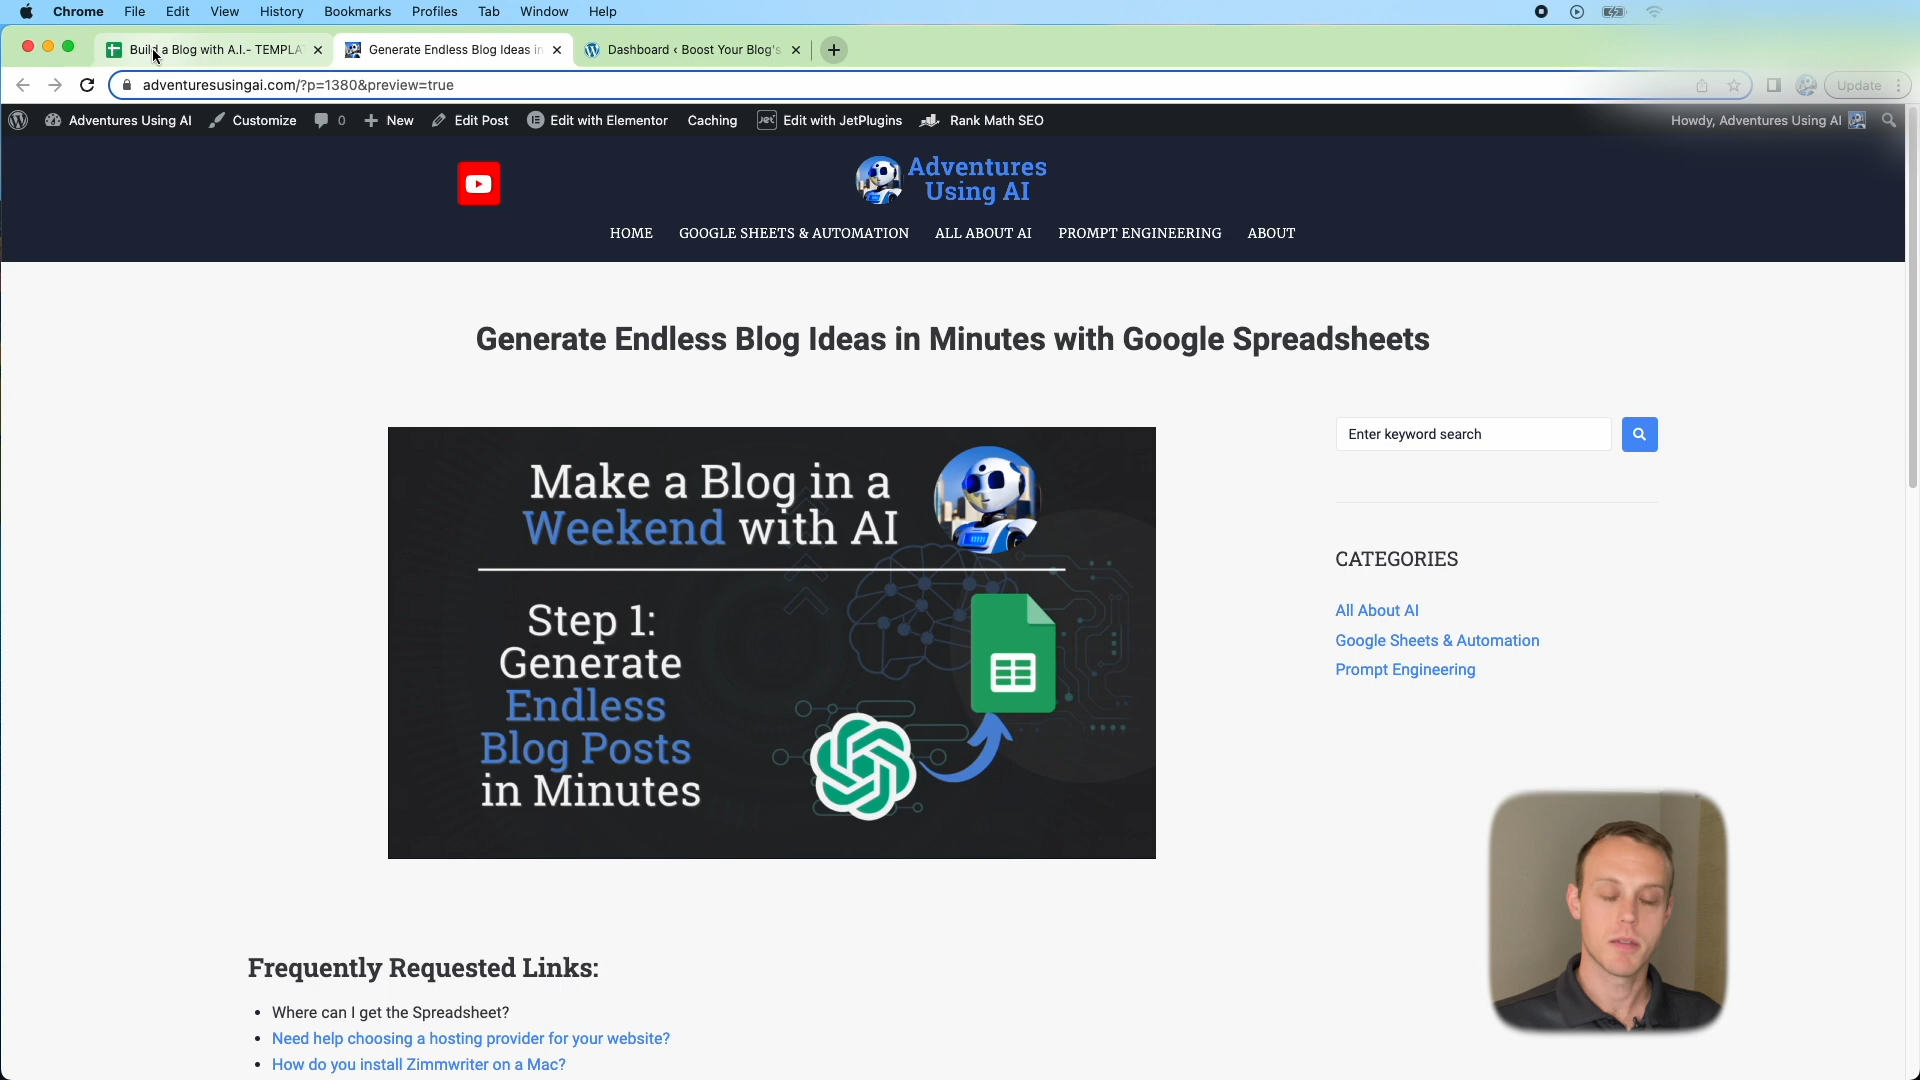 Chrome File Edit View History Bookmarks Profiles Tab Window Help
Build a Blog with A.I.- TEMPLA
Generate Endless Blog Ideas in
Dashboard ‹ Boost Your Blog's
adventuresusingai.com/?p=1380&preview=true
Update
Adventures Using AI Customize 0 New Edit Post Edit with Elementor Caching Jet Edit with JetPlugins Rank Math SEO
Howdy, Adventures Using AI
Adventures
Using AI
HOME GOOGLE SHEETS & AUTOMATION ALL ABOUT AI PROMPT ENGINEERING ABOUT
Generate Endless Blog Ideas in Minutes with Google Spreadsheets
Make a Blog in a
Weekend with AI
Step 1:
Generate
Endless
Blog Posts
in Minutes
Enter keyword search
CATEGORIES
All About AI
Google Sheets & Automation
Prompt Engineering
Frequently Requested Links:
• Where can I get the Spreadsheet?
• Need help choosing a hosting provider for your website?
• How do you install Zimmwriter on a Mac?